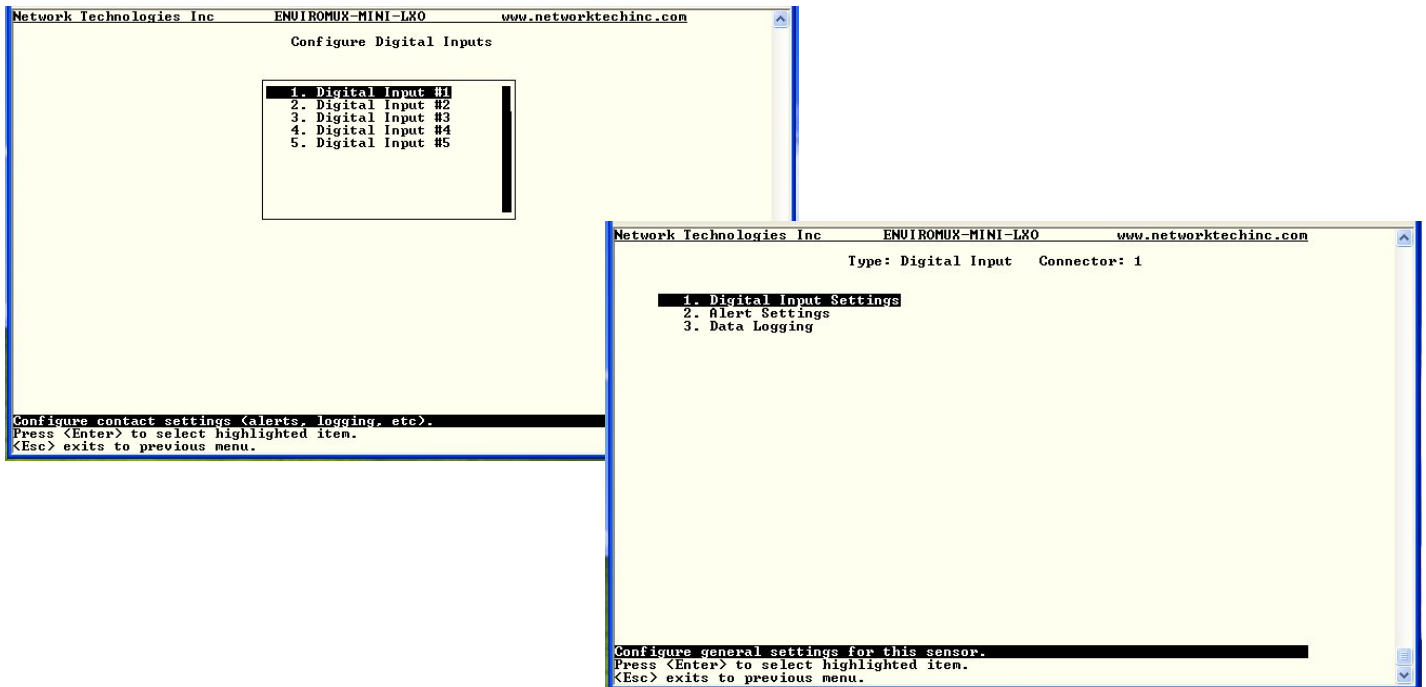 Network Technologies Inc ENVIROMUX-MINI-LXO www.networktechinc.com
Configure Digital Inputs
1. Digital Input #1
2. Digital Input #2
3. Digital Input #3
4. Digital Input #4
5. Digital Input #5
Configure contact settings (alerts, logging, etc).
Press <Enter> to select highlighted item.
<Esc> exits to previous menu.
Network Technologies Inc ENVIROMUX-MINI-LXO www.networktechinc.com
Type: Digital Input Connector: 1
1. Digital Input Settings
2. Alert Settings
3. Data Logging
Configure general settings for this sensor.
Press <Enter> to select highlighted item.
<Esc> exits to previous menu.